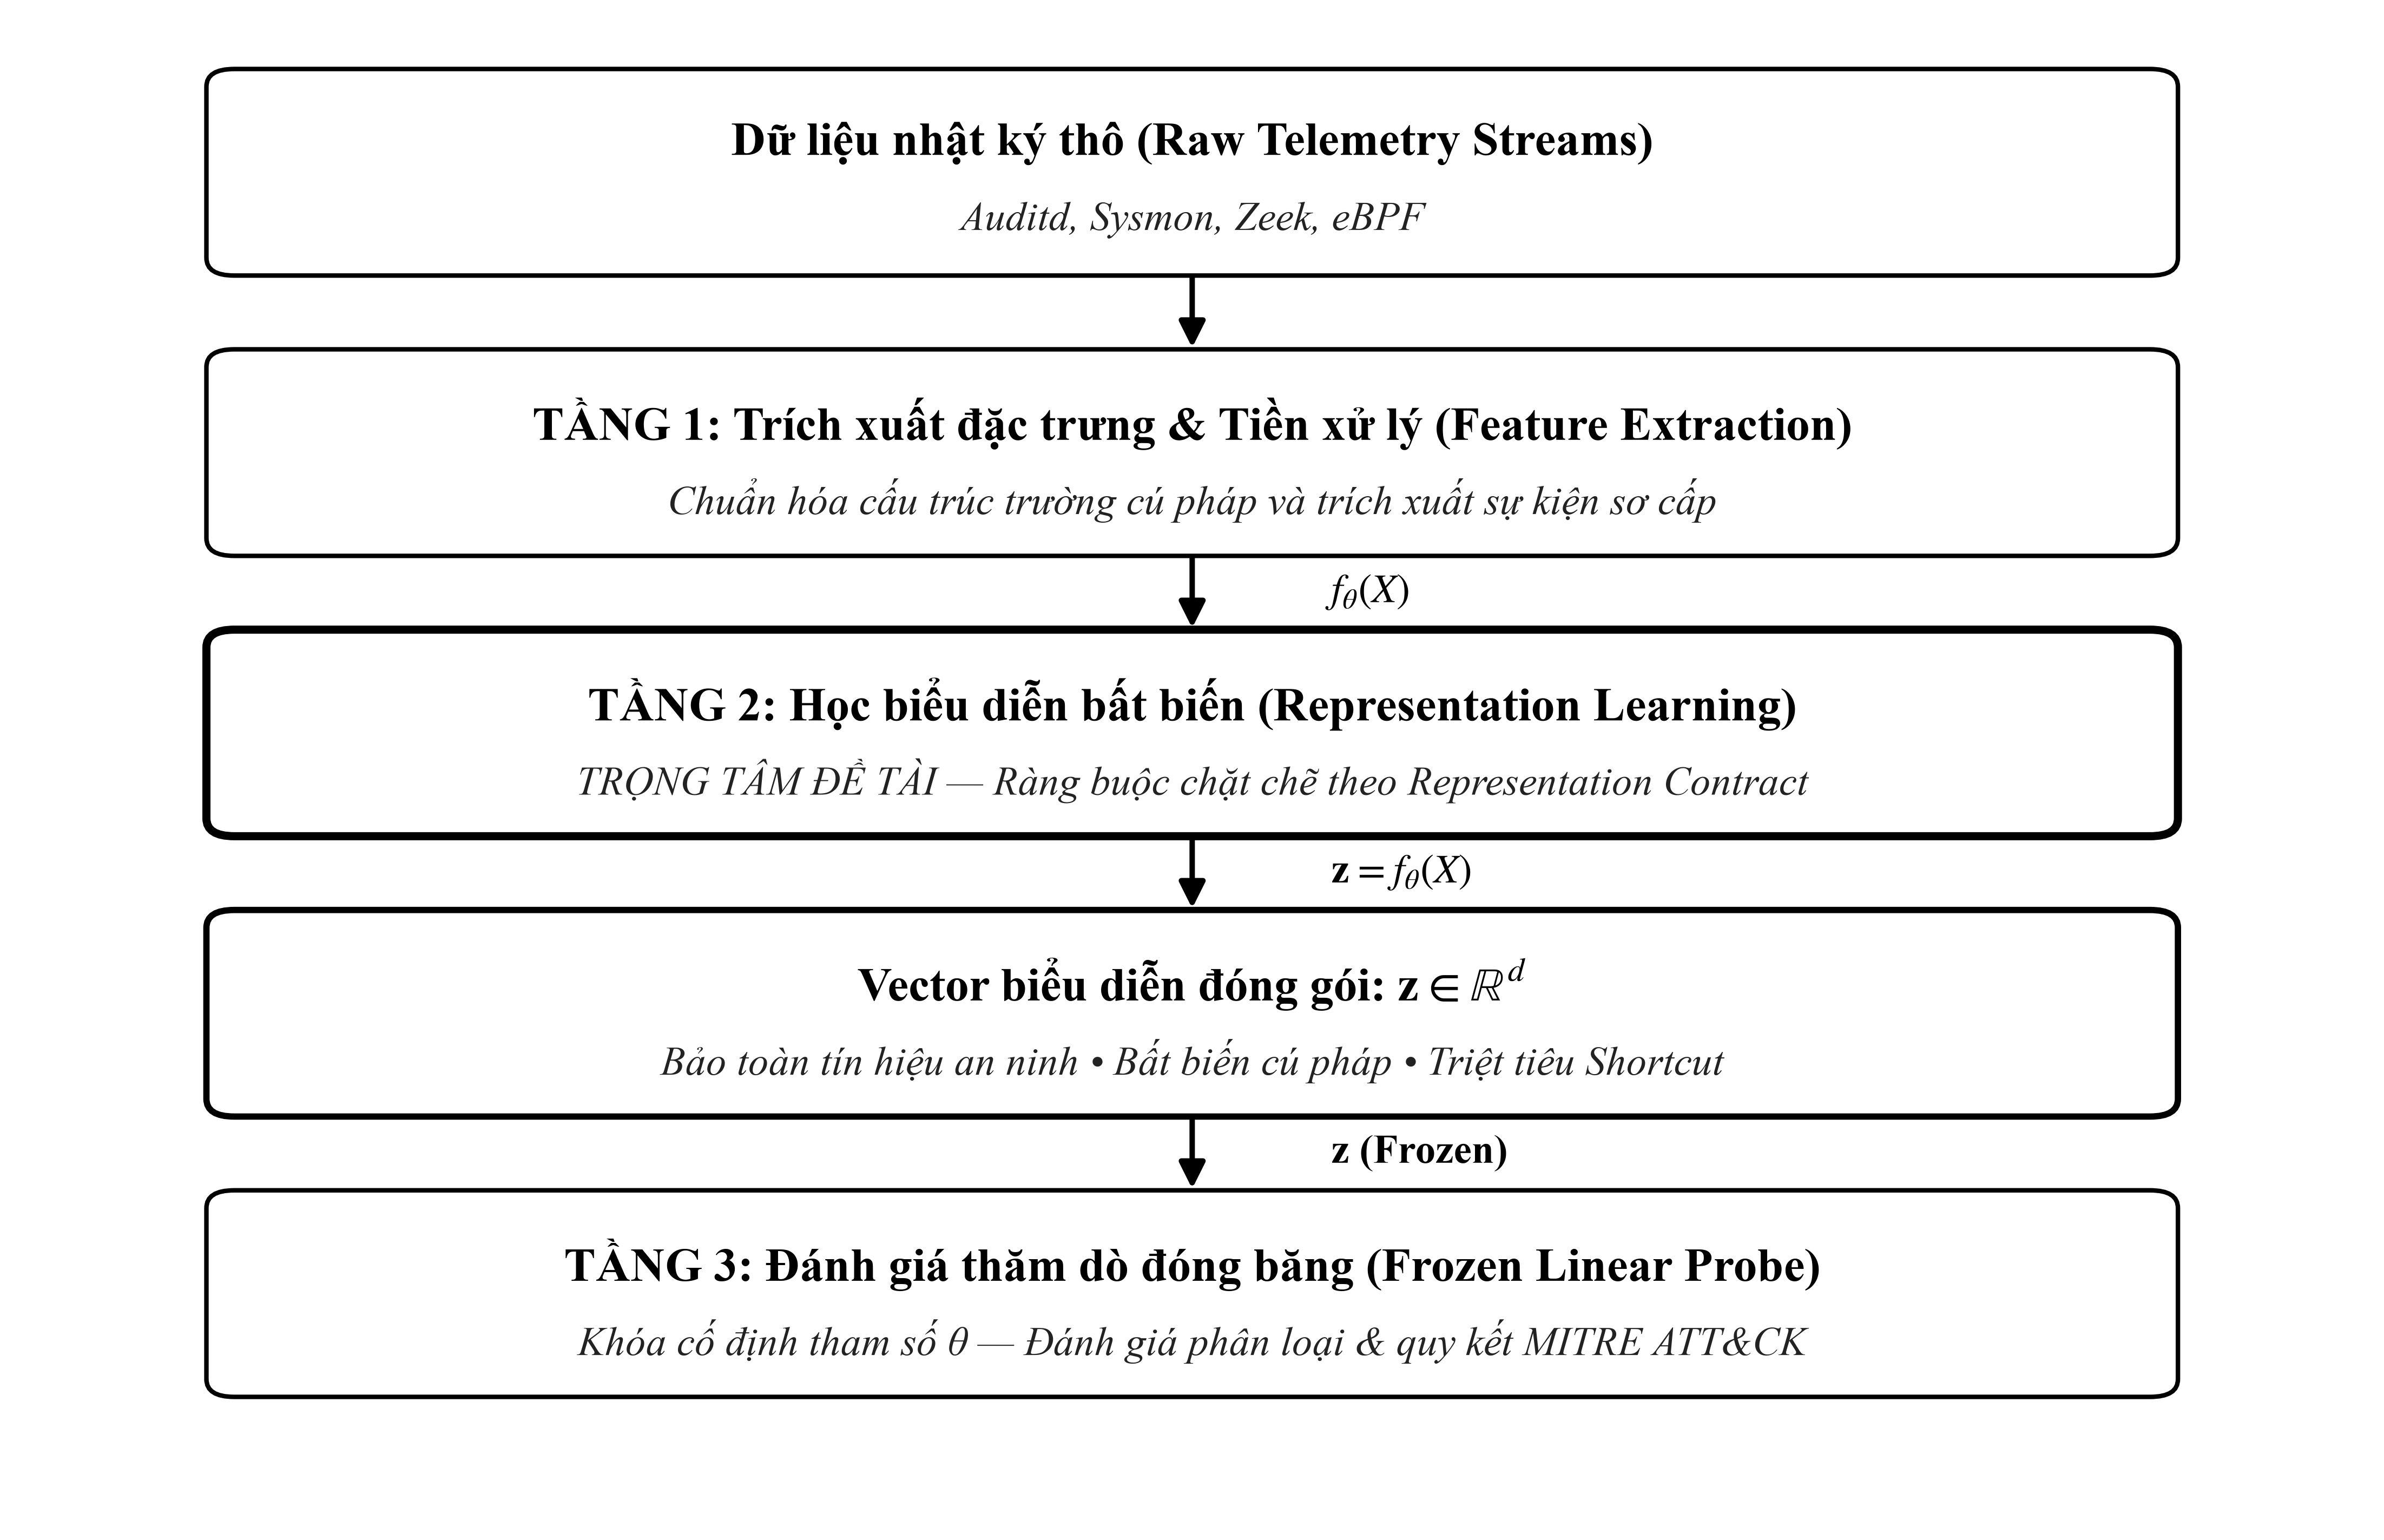 Dữ liệu nhật ký thô (Raw Telemetry Streams)
Auditd, Sysmon, Zeek, eBPF
TẦNG 1: Trích xuất đặc trưng & Tiền xử lý (Feature Extraction)
Chuẩn hóa cấu trúc trường cú pháp và trích xuất sự kiện sơ cấp
f_θ(X)
TẦNG 2: Học biểu diễn bất biến (Representation Learning)
TRỌNG TÂM ĐỀ TÀI — Ràng buộc chặt chẽ theo Representation Contract
z = f_θ(X)
Vector biểu diễn đóng gói: z ∈ ℝ^d
Bảo toàn tín hiệu an ninh • Bất biến cú pháp • Triệt tiêu Shortcut
z (Frozen)
TẦNG 3: Đánh giá thăm dò đóng băng (Frozen Linear Probe)
Khóa cố định tham số θ — Đánh giá phân loại & quy kết MITRE ATT&CK